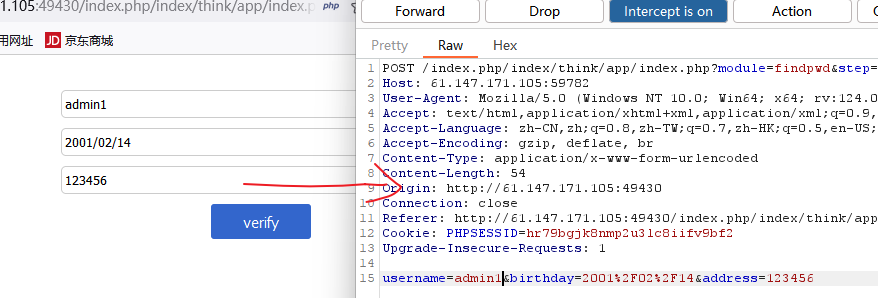 1.105:49430/index.php/index/think/app/index.p php
用网址 JD 京东商城
admin1
2001/02/14
123456
verify
Forward Drop Intercept is on Action
Pretty Raw Hex
1 POST /index.php/index/think/app/index.php?module=findpwd&step=
2 Host: 61.147.171.105:59782
3 User-Agent: Mozilla/5.0 (Windows NT 10.0; Win64; x64; rv:124.0
4 Accept: text/html,application/xhtml+xml,application/xml;q=0.9,
5 Accept-Language: zh-CN,zh;q=0.8,zh-TW;q=0.7,zh-HK;q=0.5,en-US;
6 Accept-Encoding: gzip, deflate, br
7 Content-Type: application/x-www-form-urlencoded
8 Content-Length: 54
9 Origin: http://61.147.171.105:49430
10 Connection: close
11 Referer: http://61.147.171.105:49430/index.php/index/think/app
12 Cookie: PHPSESSID=hr79bgjk8nmp2u3lc8iifv9bf2
13 Upgrade-Insecure-Requests: 1
14
15 username=admin1&birthday=2001%2F02%2F14&address=123456